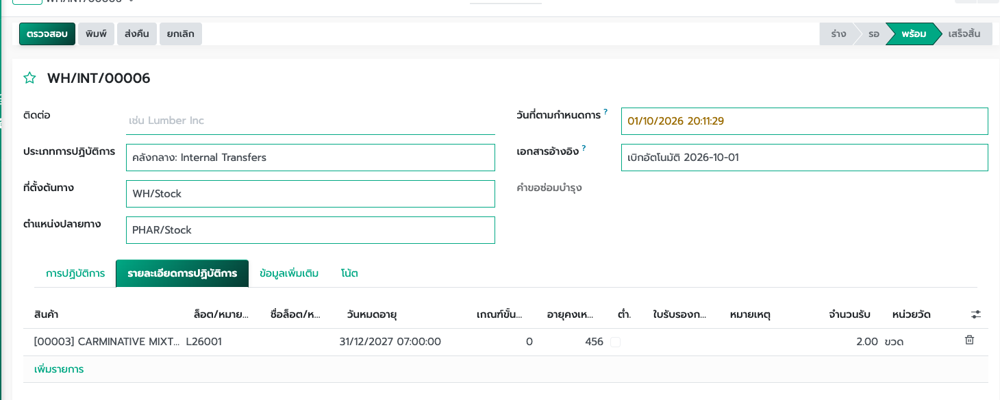 WH/INT/00006
ตรวจสอบ พิมพ์ ส่งคืน ยกเลิก ร่าง รอ พร้อม เสร็จสิ้น
WH/INT/00006
ติดต่อ เช่น Lumber Inc วันที่ตามกำหนดการ ? 01/10/2026 20:11:29
ประเภทการปฏิบัติการ คลังกลาง: Internal Transfers เอกสารอ้างอิง ? เบิกอัตโนมัติ 2026-10-01
ที่ตั้งต้นทาง WH/Stock คำขอซ่อมบำรุง
ตำแหน่งปลายทาง PHAR/Stock
การปฏิบัติการ รายละเอียดการปฏิบัติการ ข้อมูลเพิ่มเติม โน้ต
สินค้า ล็อต/หมาย... ชื่อล็อต/ห... วันหมดอายุ เกณฑ์ขั้น... อายุคงเห... ต่ำ. ใบรับรองก... หมายเหตุ จำนวนรับ หน่วยวัด
[00003] CARMINATIVE MIXT... L26001 31/12/2027 07:00:00 0 456 2.00 ขวด
เพิ่มรายการ